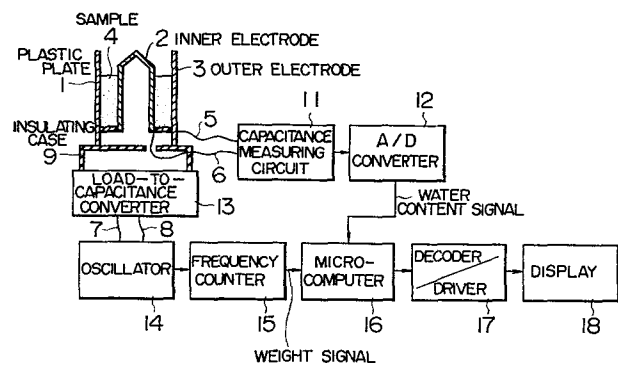 SAMPLE
4
2 INNER ELECTRODE
PLASTIC
PLATE
1
3 OUTER ELECTRODE
INSULATING
CASE
9
5
6
11
CAPACITANCE
MEASURING
CIRCUIT
12
A/D
CONVERTER
LOAD-TO-
CAPACITANCE
CONVERTER
13
WATER
CONTENT SIGNAL
7
8
OSCILLATOR
14
FREQUENCY
COUNTER
15
MICRO-
COMPUTER
16
DECODER
DRIVER
17
DISPLAY
18
WEIGHT SIGNAL